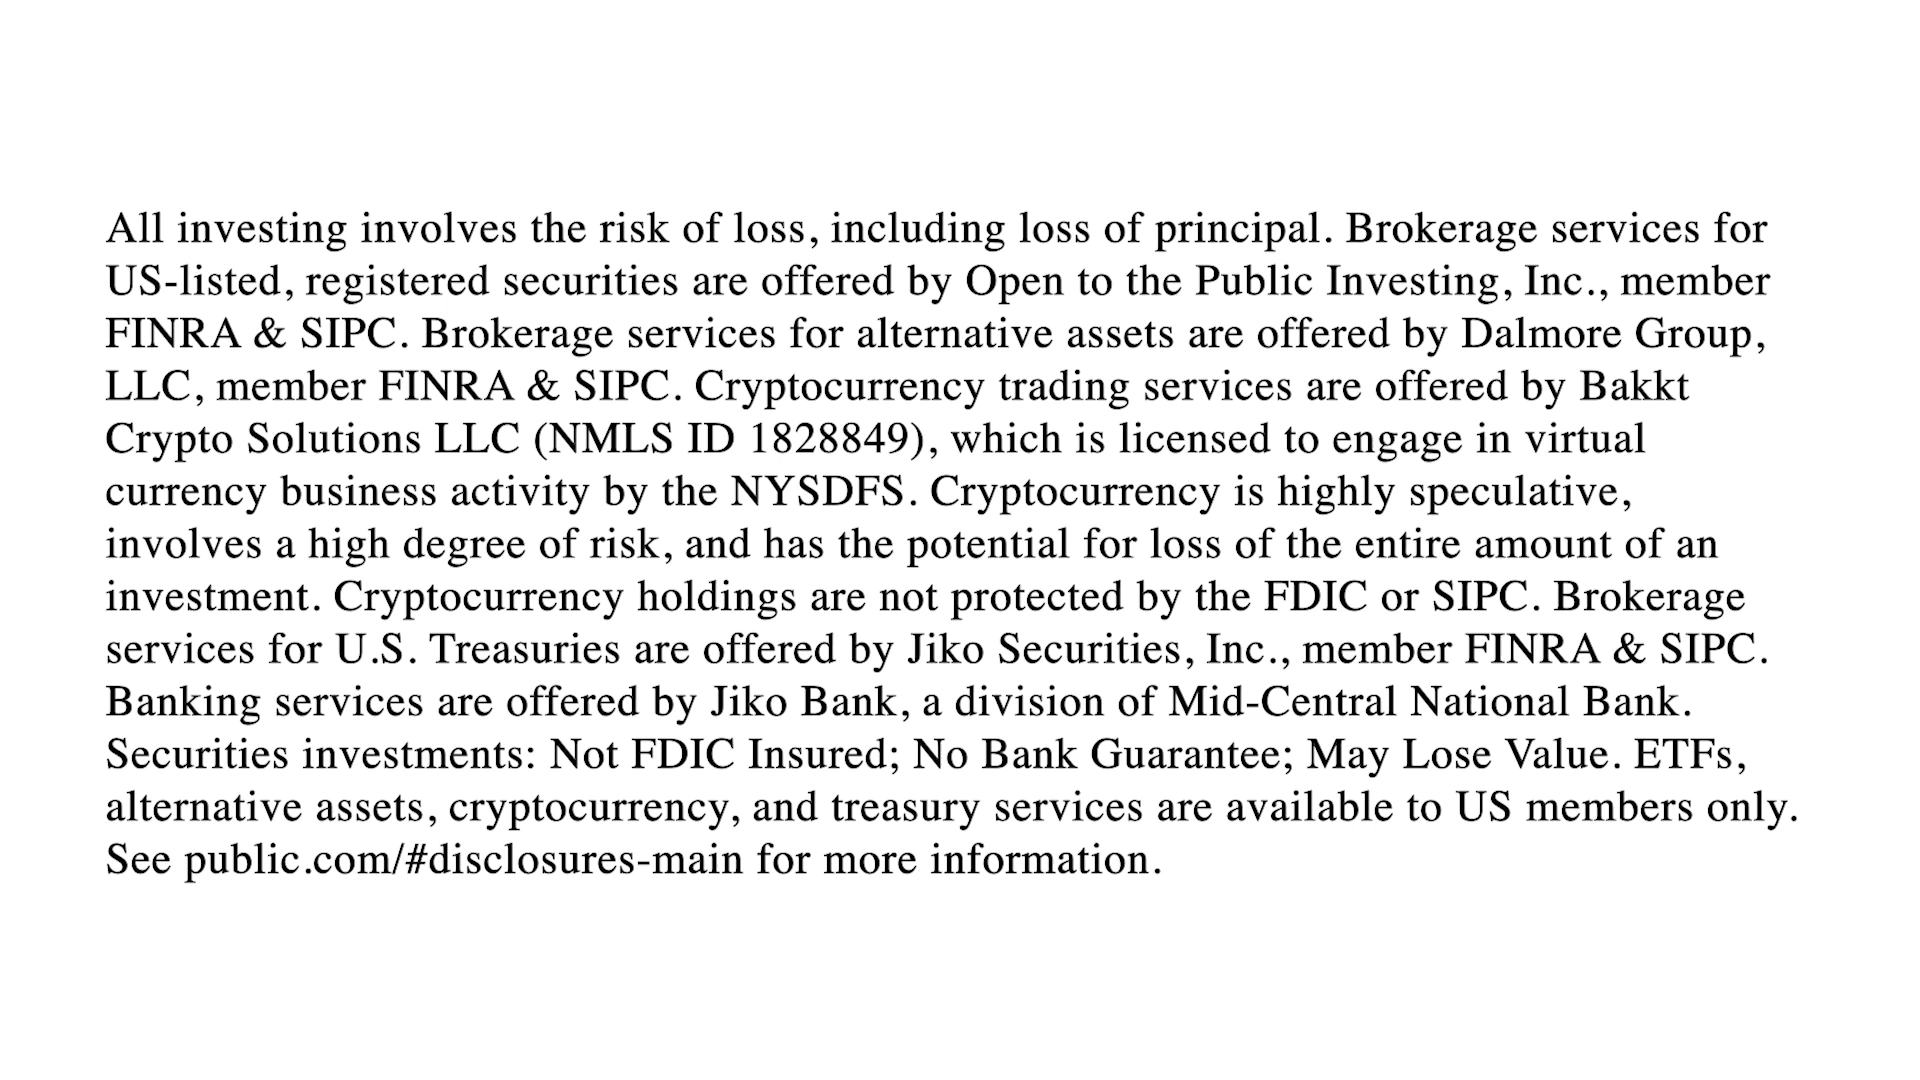 All investing involves the risk of loss, including loss of principal. Brokerage services for
US-listed, registered securities are offered by Open to the Public Investing, Inc., member
FINRA & SIPC. Brokerage services for alternative assets are offered by Dalmore Group,
LLC, member FINRA & SIPC. Cryptocurrency trading services are offered by Bakkt
Crypto Solutions LLC (NMLS ID 1828849), which is licensed to engage in virtual
currency business activity by the NYSDFS. Cryptocurrency is highly speculative,
involves a high degree of risk, and has the potential for loss of the entire amount of an
investment. Cryptocurrency holdings are not protected by the FDIC or SIPC. Brokerage
services for U.S. Treasuries are offered by Jiko Securities, Inc., member FINRA & SIPC.
Banking services are offered by Jiko Bank, a division of Mid-Central National Bank.
Securities investments: Not FDIC Insured; No Bank Guarantee; May Lose Value. ETFs,
alternative assets, cryptocurrency, and treasury services are available to US members only.
See public.com/#disclosures-main for more information.